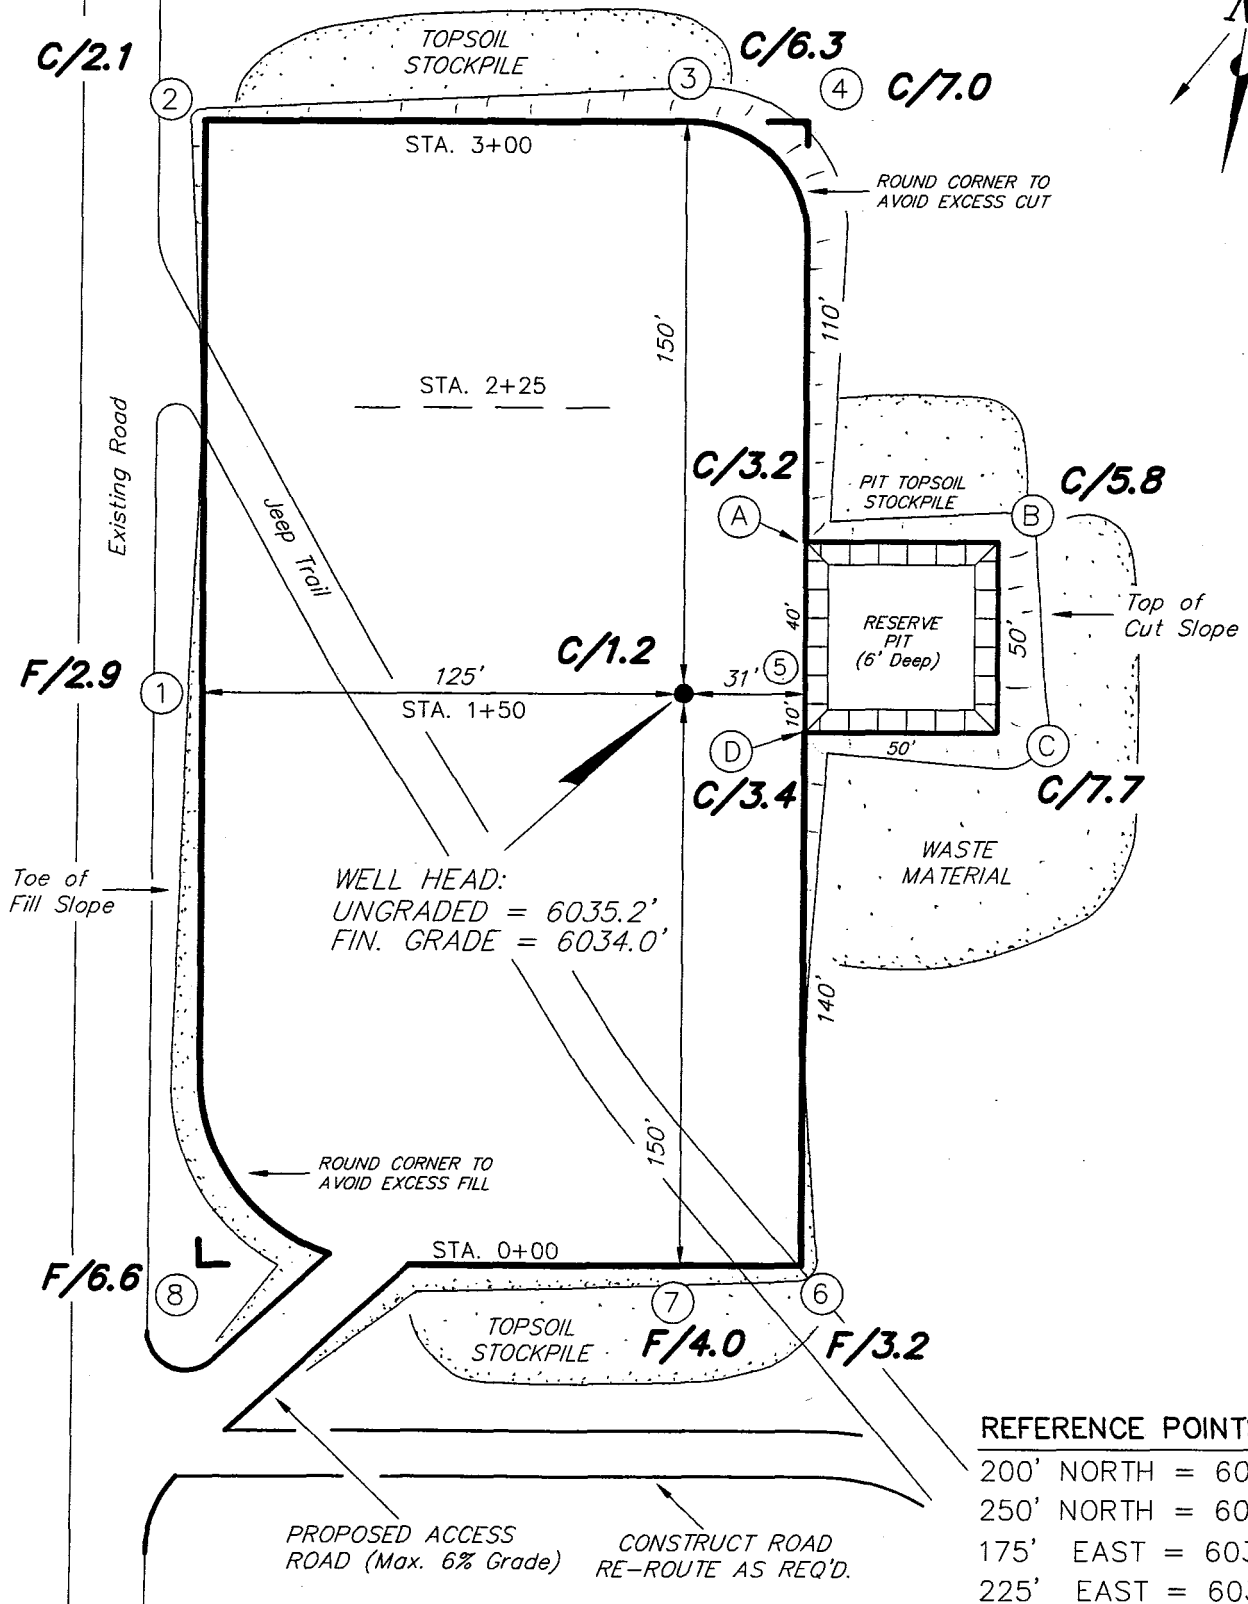 N
C/2.1
2
TOPSOIL
STOCKPILE
C/6.3
3
4
C/7.0
STA. 3+00
ROUND CORNER TO
AVOID EXCESS CUT
150'
110'
STA. 2+25
Existing Road
Jeep Trail
C/3.2
A
PIT TOPSOIL
STOCKPILE
C/5.8
B
RESERVE
PIT
(6' Deep)
40'
50'
Top of
Cut Slope
F/2.9
1
125'
STA. 1+50
C/1.2
31'
5
10'
D
C/3.4
50'
C
C/7.7
WASTE
MATERIAL
Toe of
Fill Slope
WELL HEAD:
UNGRADED = 6035.2'
FIN. GRADE = 6034.0'
140'
150'
ROUND CORNER TO
AVOID EXCESS FILL
STA. 0+00
F/6.6
8
7
6
TOPSOIL
STOCKPILE
F/4.0
F/3.2
REFERENCE POINTS
200' NORTH = 60
250' NORTH = 60
175' EAST = 603
225' EAST = 603
PROPOSED ACCESS
ROAD (Max. 6% Grade)
CONSTRUCT ROAD
RE-ROUTE AS REQ'D.